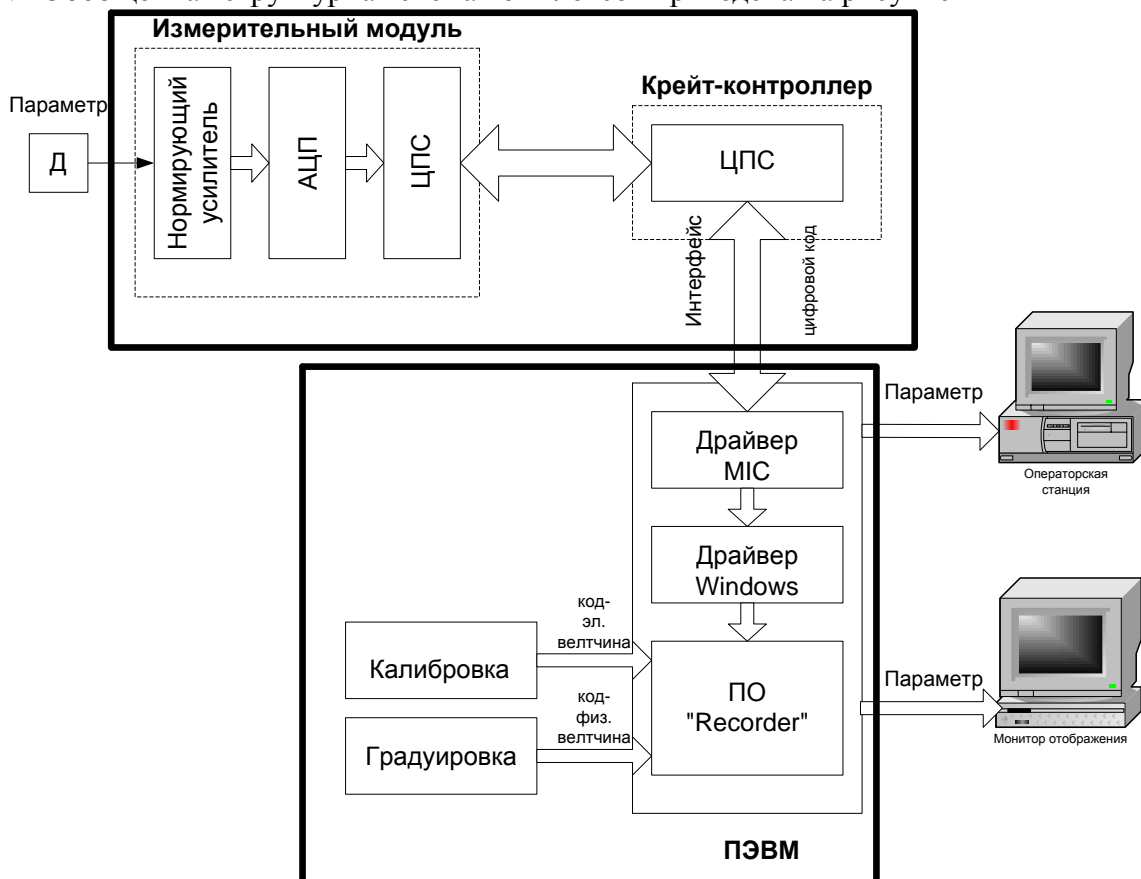 Измерительный модуль
Крейт-контроллер
Параметр
Д
Нормирующий
усилитель
АЦП
ЦПС
ЦПС
Интерфейс
цифровой код
Параметр
Операторская
станция
Драйвер
MIC
Драйвер
Windows
код-
эл.
велтчина
Калибровка
ПО
"Recorder"
код-
физ.
велтчина
Градуировка
Параметр
Монитор отображения
ПЭВМ